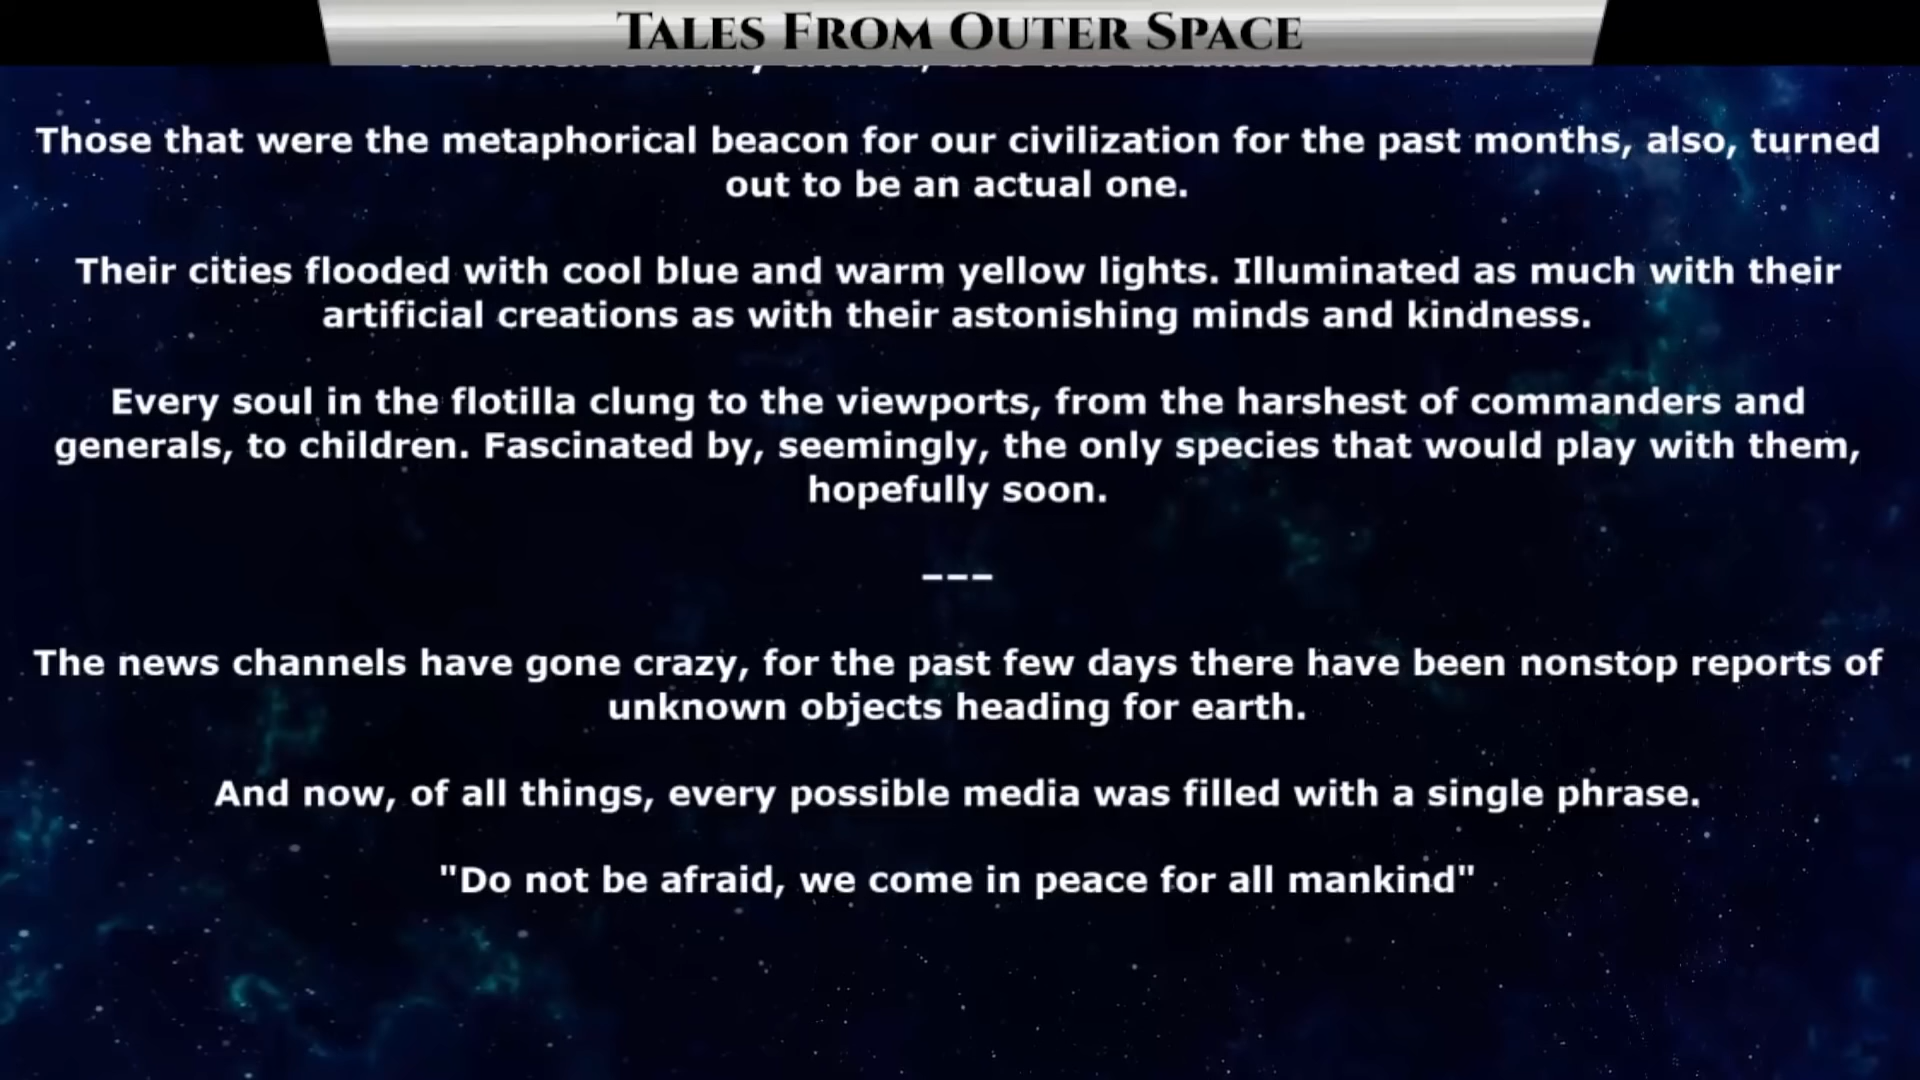 TALES FROM OUTER SPACE
Those that were the metaphorical beacon for our civilization for the past months, also, turned
out to be an actual one.
Their cities flooded with cool blue and warm yellow lights. Illuminated as much with their
artificial creations as with their astonishing minds and kindness.
Every soul in the flotilla clung to the viewports, from the harshest of commanders and
generals, to children. Fascinated by, seemingly, the only species that would play with them,
hopefully soon.
---
The news channels have gone crazy, for the past few days there have been nonstop reports of
unknown objects heading for earth.
And now, of all things, every possible media was filled with a single phrase.
"Do not be afraid, we come in peace for all mankind"